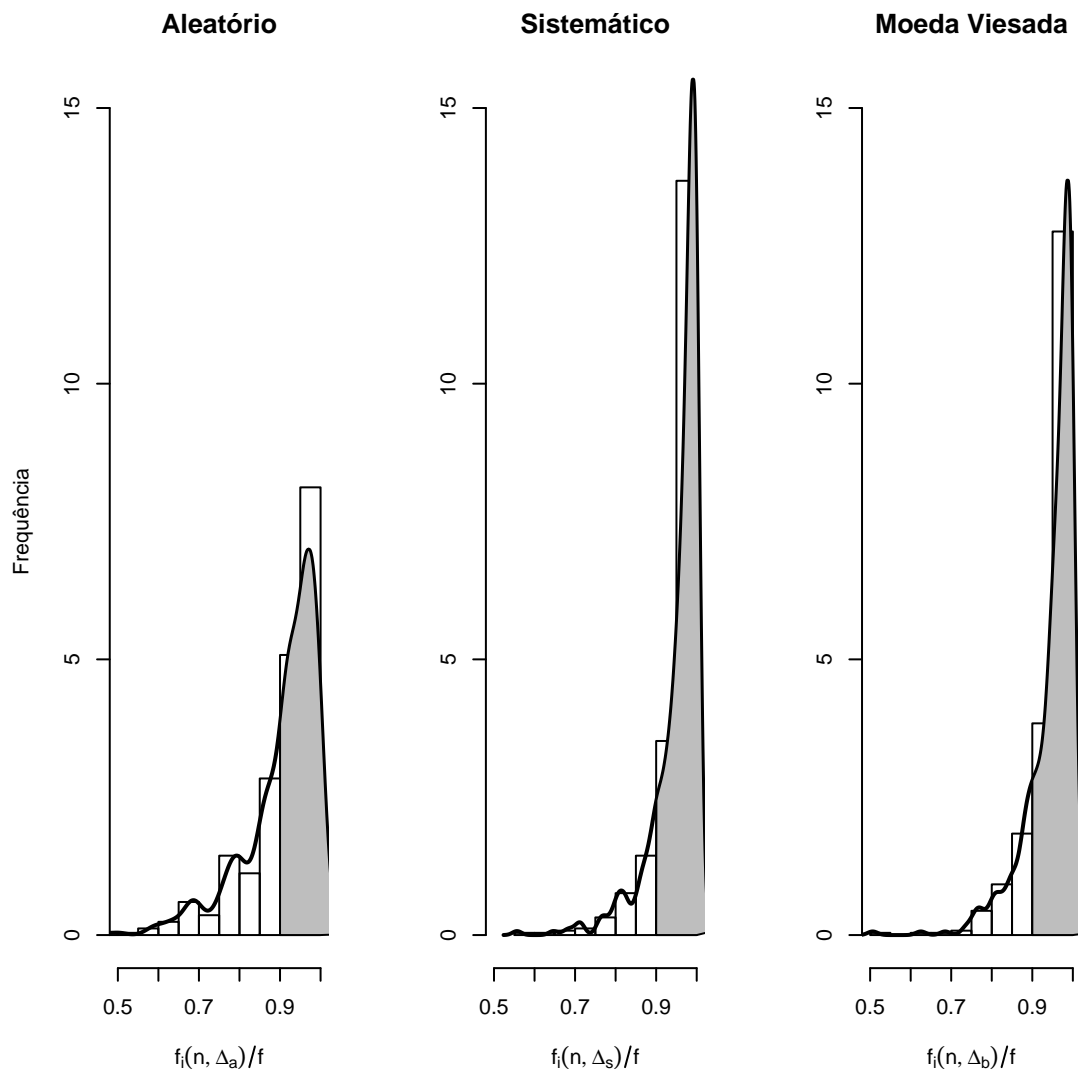 Aleatório
Frequência
15
10
5
0
0.5 0.7 0.9
fᵢ(n, Δₐ)/f
Sistemático
15
10
5
0
0.5 0.7 0.9
fᵢ(n, Δₛ)/f
Moeda Viesada
15
10
5
0
0.5 0.7 0.9
fᵢ(n, Δ_b)/f